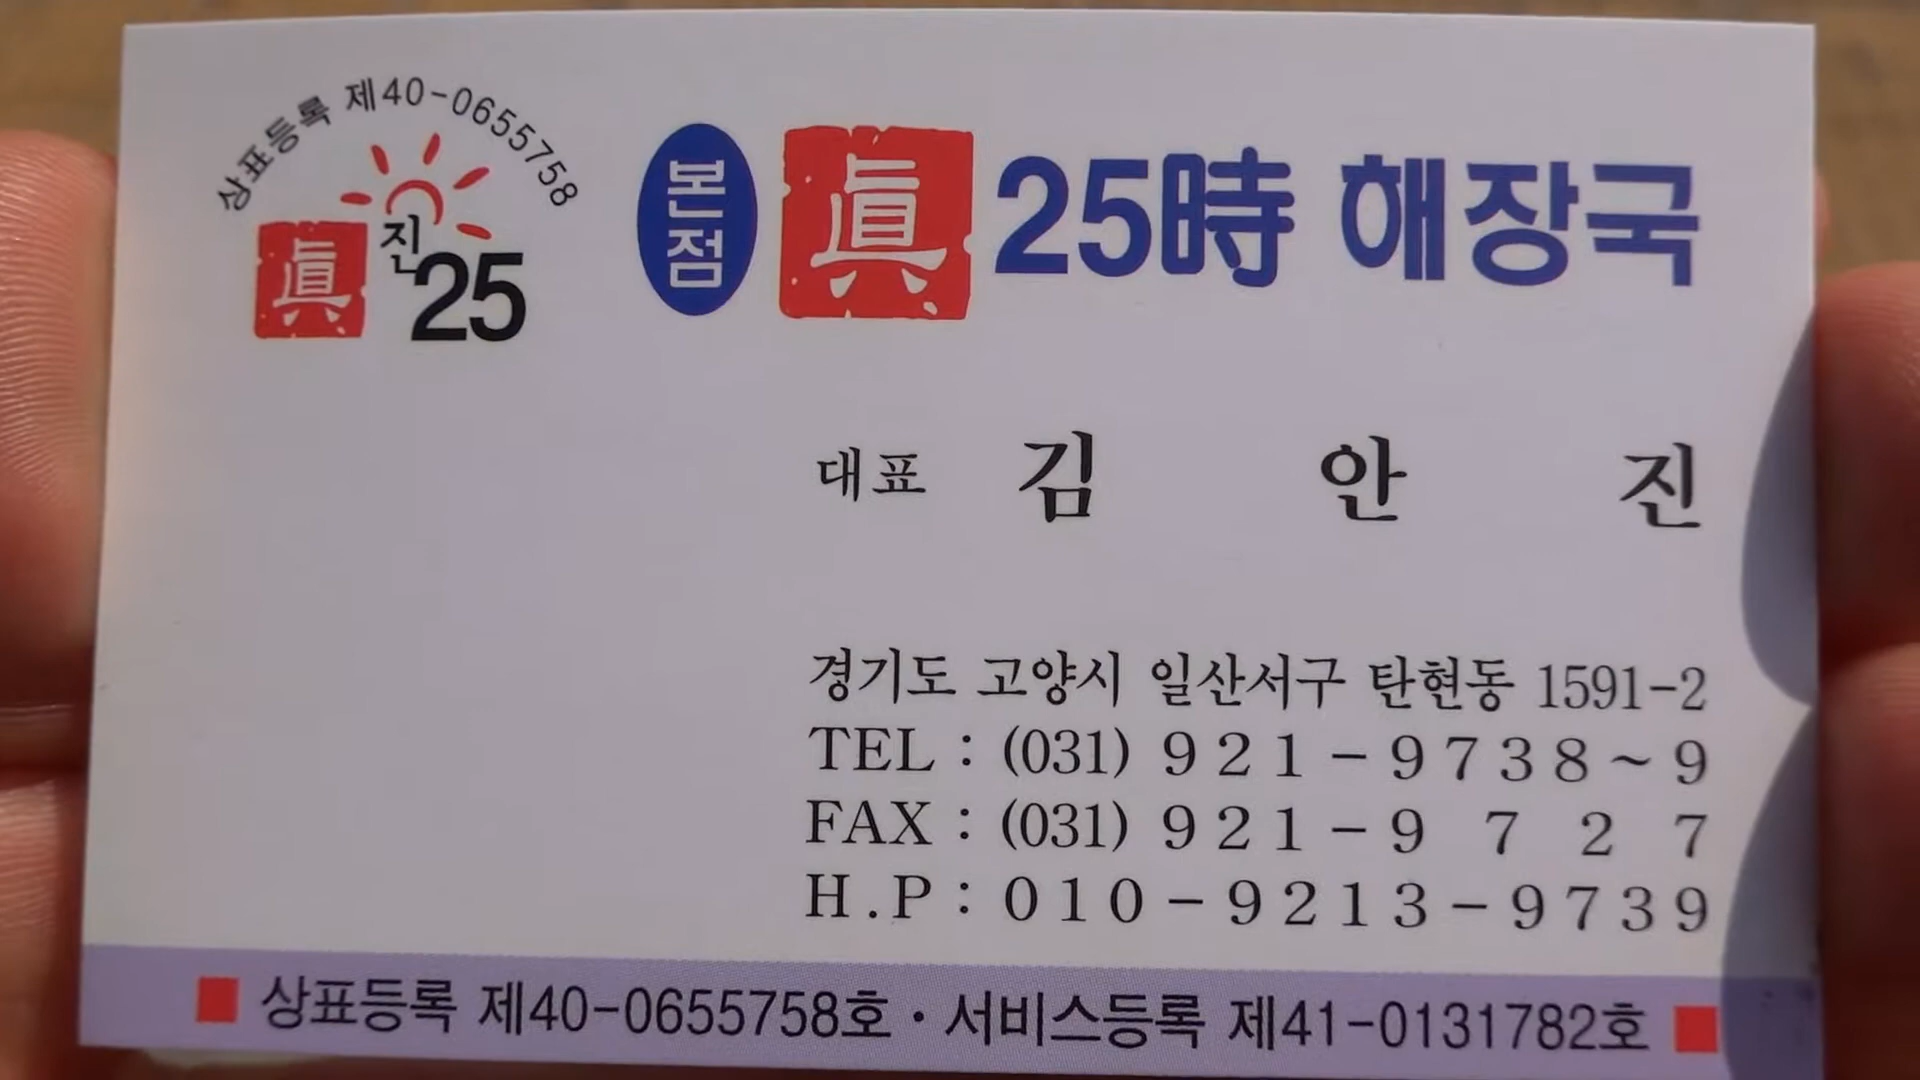 상표등록 제40-0655758
眞 진25
본점 眞 25時 해장국
대표 김 안 진
경기도 고양시 일산서구 탄현동 1591-2
TEL : (031) 921-9738~9
FAX : (031) 921-9727
H.P : 010-9213-9739
■ 상표등록 제40-0655758호 · 서비스등록 제41-0131782호 ■